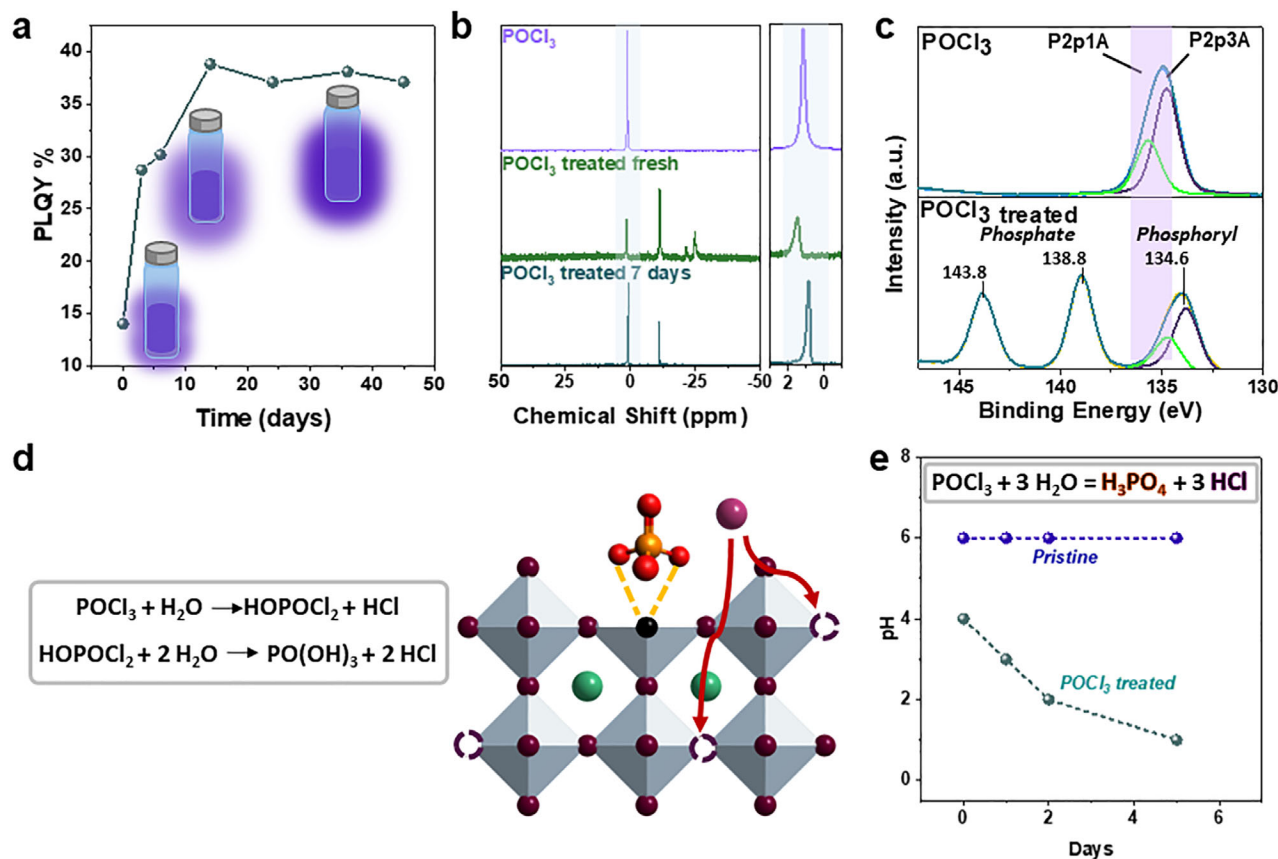 a
PLQY %
40
35
30
25
20
15
10
0
10
20
30
40
50
Time (days)
b
POCl₃
POCl₃ treated fresh
POCl₃ treated 7 days
50
25
0
-25
-50
2
0
Chemical Shift (ppm)
c
POCl₃
P2p1A
P2p3A
Intensity (a.u.)
POCl₃ treated
Phosphate
Phosphoryl
143.8
138.8
134.6
145
140
135
130
Binding Energy (eV)
d
POCl₃ + H₂O → HOPOCl₂ + HCl
HOPOCl₂ + 2 H₂O → PO(OH)₃ + 2 HCl
e
POCl₃ + 3 H₂O = H₃PO₄ + 3 HCl
Pristine
POCl₃ treated
pH
8
6
4
2
0
0
2
4
6
Days